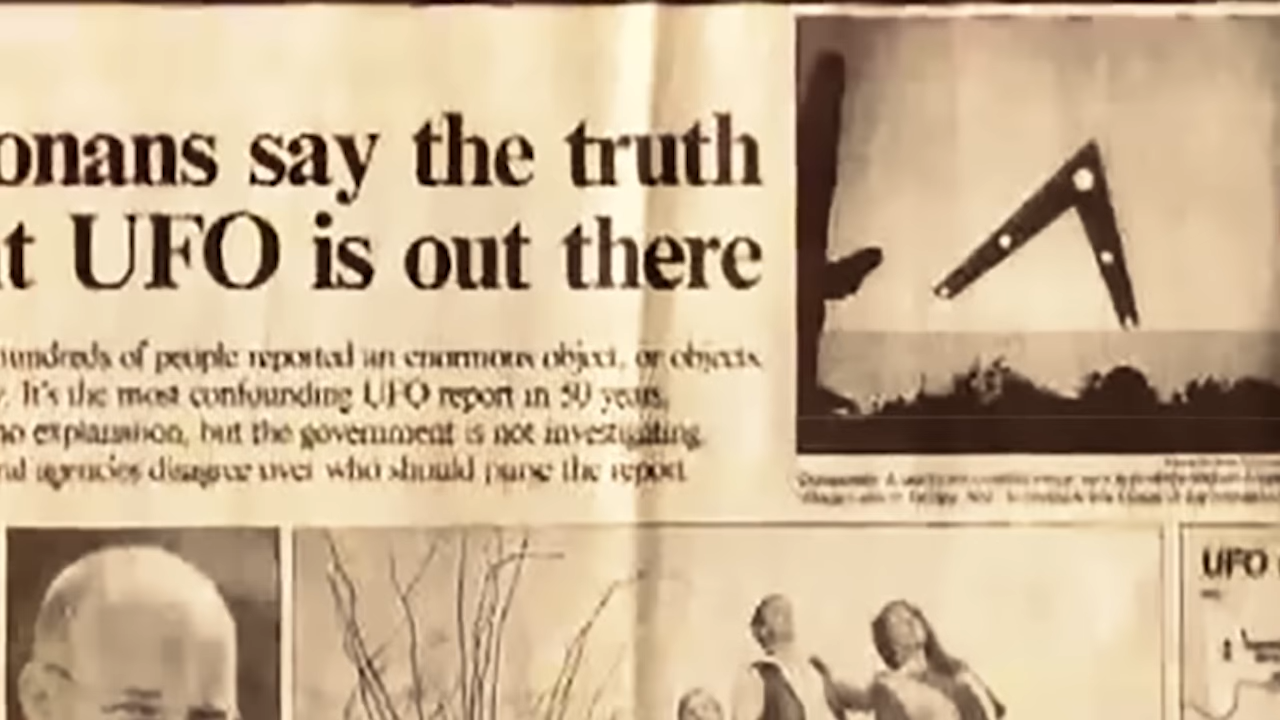 onans say the truth
t UFO is out there
undreds of people reported an enormous object, or objects
. It's the most confounding UFO report in 50 years,
no explanation, but the government is not investigating
agencies disagree over who should pursue the report
UFO